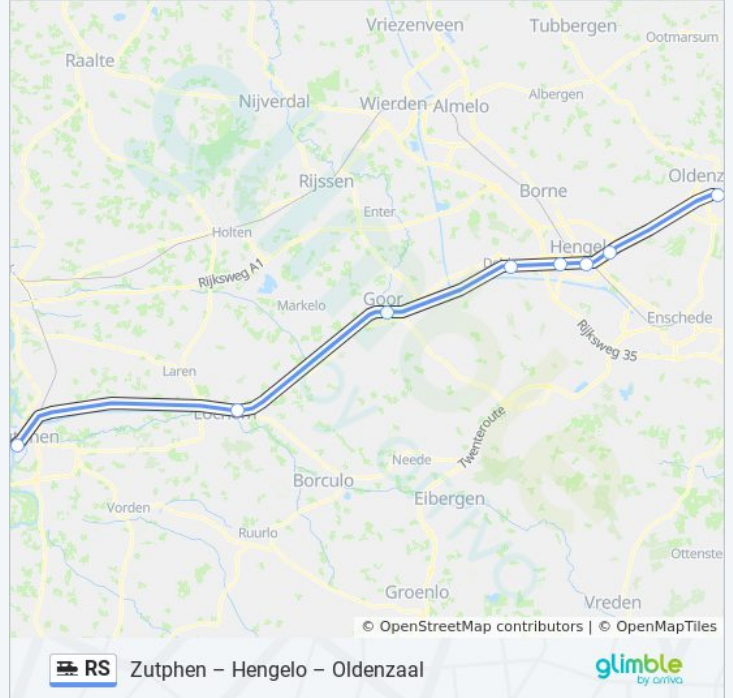 Vriezenveen
Tubbergen
Ootmarsum
Raalte
Albergen
Nijverdal
Wierden
Almelo
Oldenz
Rijssen
Borne
Enter
Holten
Hengel
Rijksweg A1
Goor
Markelo
Enschede
Rijksweg 35
Laren
Lochem
Twenteroute
Neede
Borculo
Eibergen
Vorden
Ruurlo
Ottenste
Groenlo
Vreden
© OpenStreetMap contributors | © OpenMapTiles
RS Zutphen – Hengelo – Oldenzaal
glimble
by arriva